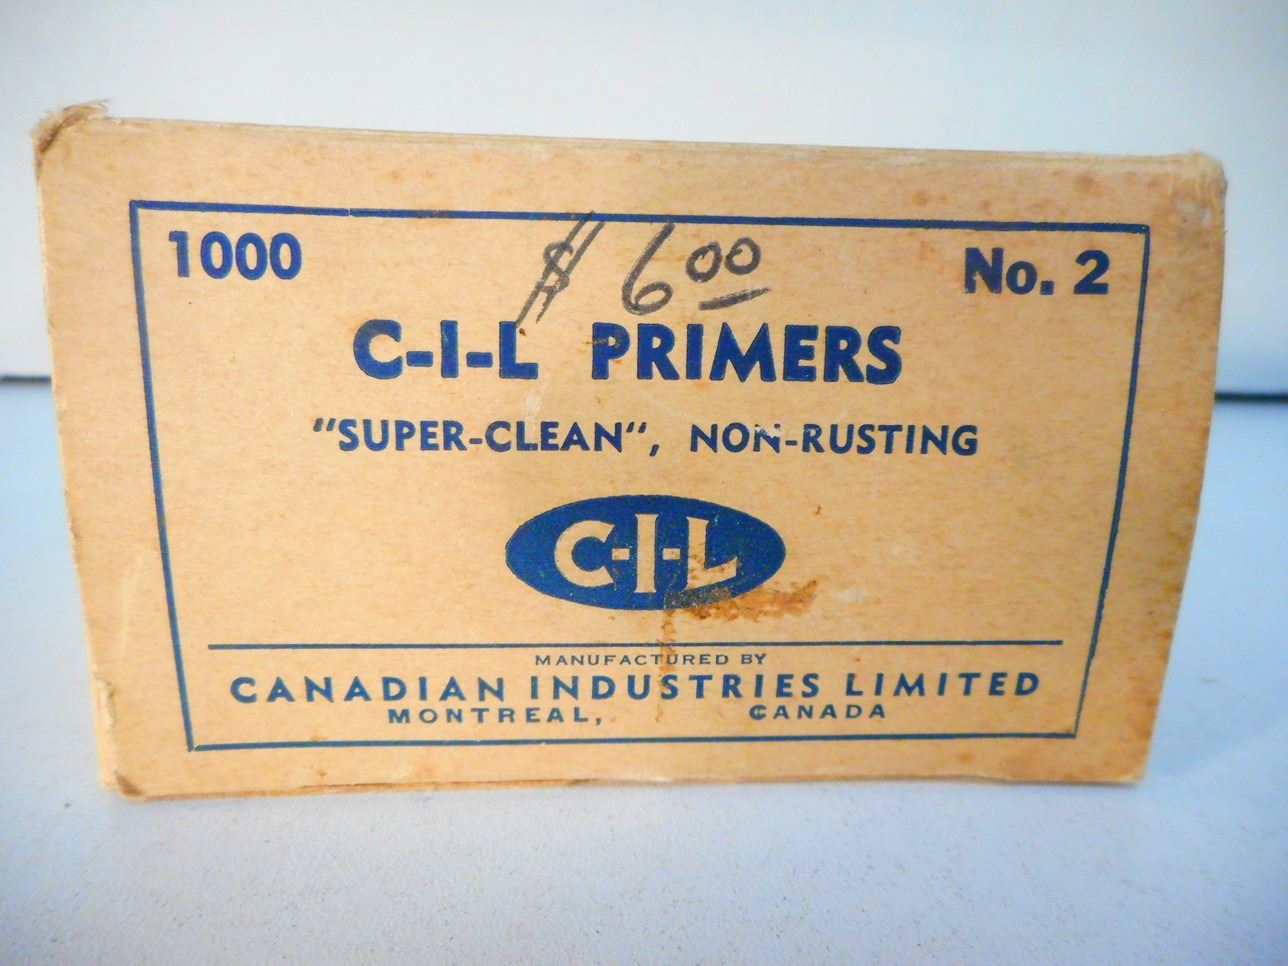 1000
$ 6.00
No. 2
C-I-L PRIMERS
"SUPER-CLEAN", NON-RUSTING
C-I-L
MANUFACTURED BY
CANADIAN INDUSTRIES LIMITED
MONTREAL, CANADA